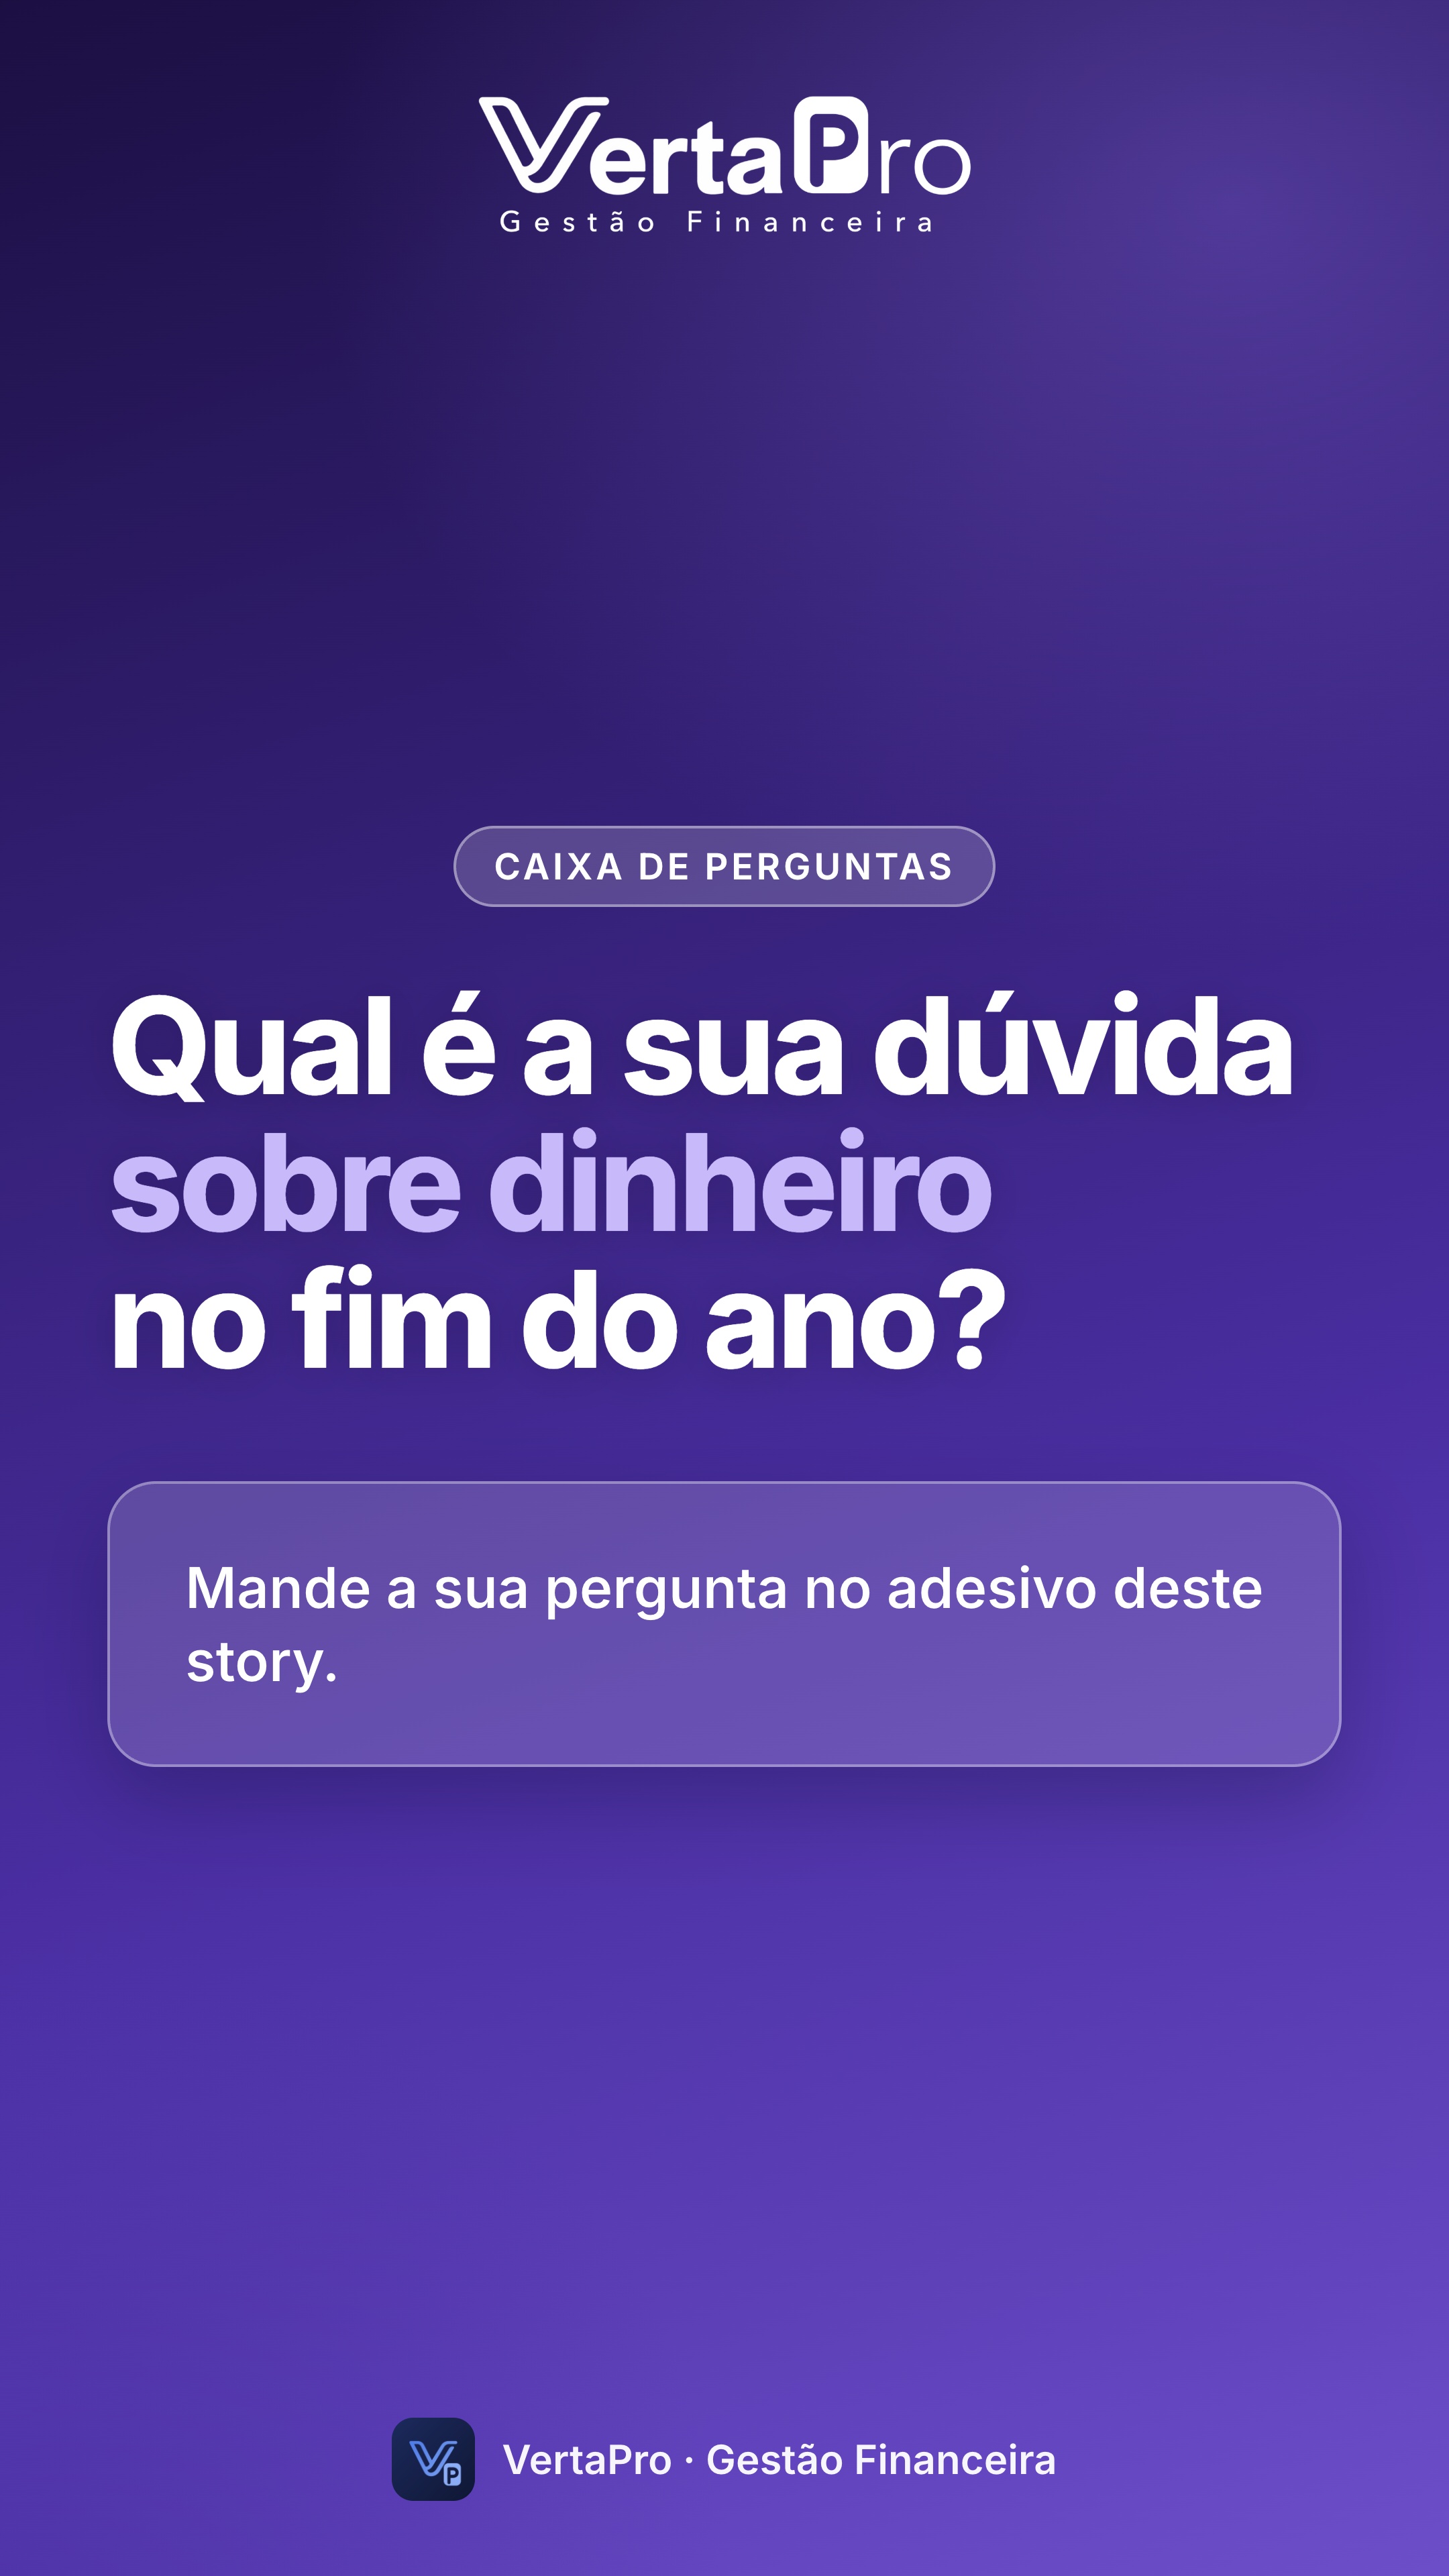 VertaPro
Gestão Financeira
CAIXA DE PERGUNTAS
Qual é a sua dúvida
sobre dinheiro
no fim do ano?
Mande a sua pergunta no adesivo deste
story.
VertaPro · Gestão Financeira